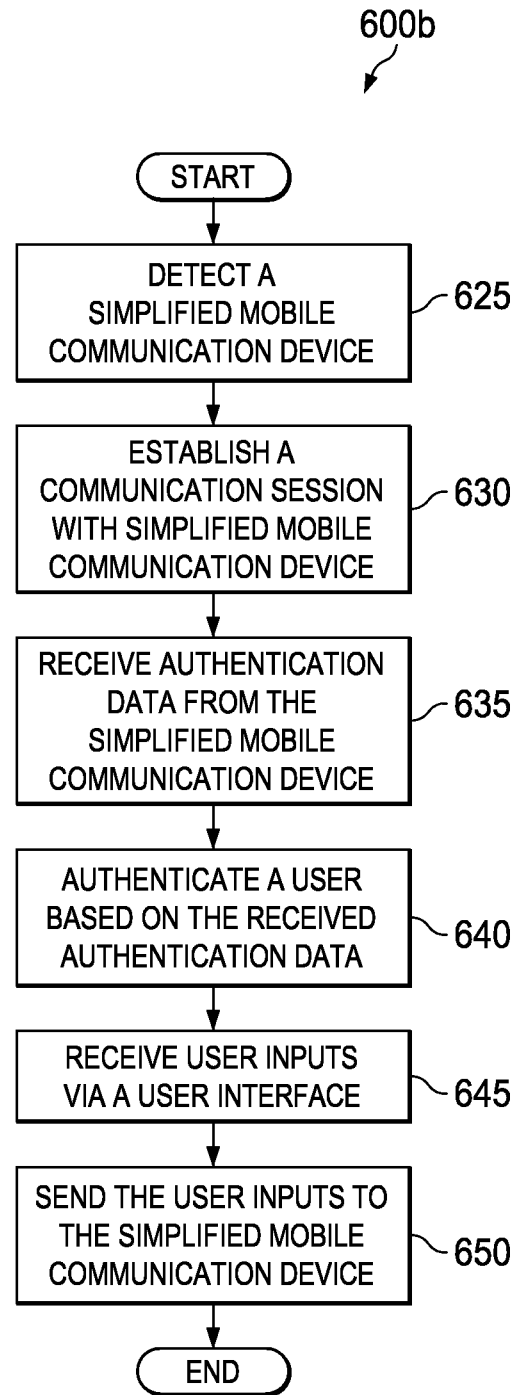 600b
START
DETECT A
SIMPLIFIED MOBILE
COMMUNICATION DEVICE
625
ESTABLISH A
COMMUNICATION SESSION
WITH SIMPLIFIED MOBILE
COMMUNICATION DEVICE
630
RECEIVE AUTHENTICATION
DATA FROM THE
SIMPLIFIED MOBILE
COMMUNICATION DEVICE
635
AUTHENTICATE A USER
BASED ON THE RECEIVED
AUTHENTICATION DATA
640
RECEIVE USER INPUTS
VIA A USER INTERFACE
645
SEND THE USER INPUTS TO
THE SIMPLIFIED MOBILE
COMMUNICATION DEVICE
650
END